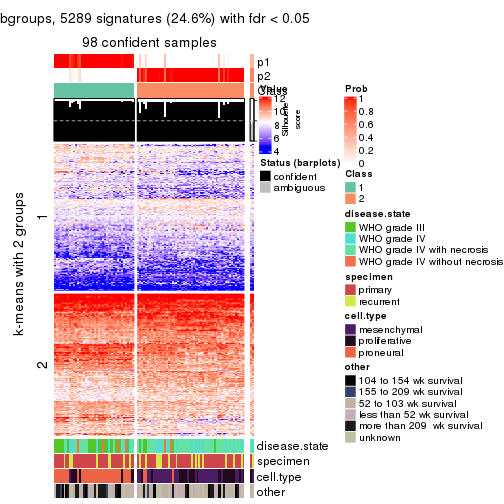 bgroups, 5289 signatures (24.6%) with fdr < 0.05
98 confident samples
p1
p2
Class
Silhouette
score
k-means with 2 groups
1
2
disease.state
specimen
cell.type
other
Value
12
10
8
6
4
Status (barplots)
confident
ambiguous
Prob
1
0.8
0.6
0.4
0.2
0
Class
1
2
disease.state
WHO grade III
WHO grade IV
WHO grade IV with necrosis
WHO grade IV without necrosis
specimen
primary
recurrent
cell.type
mesenchymal
proliferative
proneural
other
104 to 154 wk survival
155 to 209 wk survival
52 to 103 wk survival
less than 52 wk survival
more than 209 wk survival
unknown